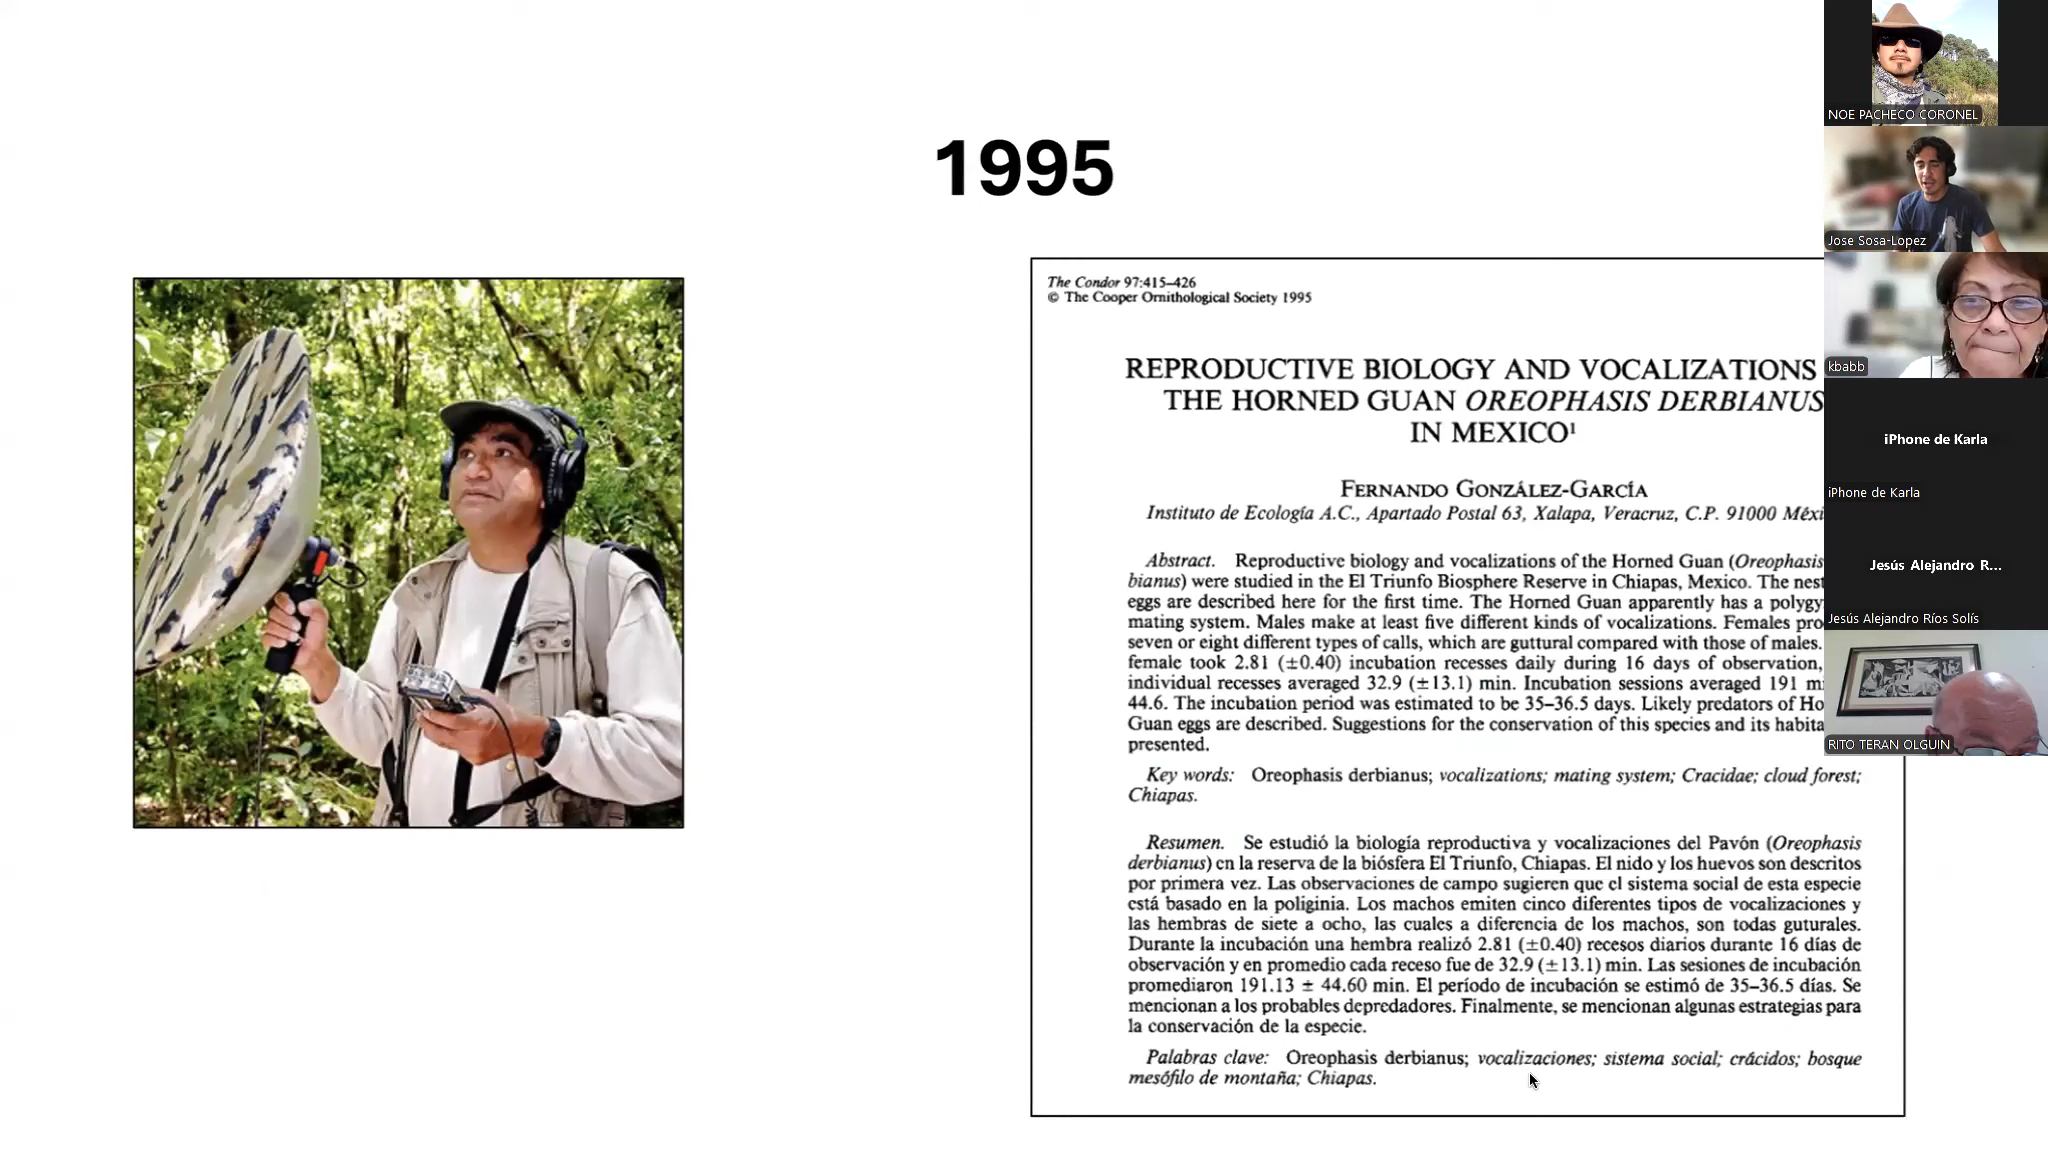 1995
The Condor 97:415–426
© The Cooper Ornithological Society 1995
REPRODUCTIVE BIOLOGY AND VOCALIZATIONS
THE HORNED GUAN OREOPHASIS DERBIANUS
IN MEXICO¹
FERNANDO GONZÁLEZ-GARCÍA
Instituto de Ecología A.C., Apartado Postal 63, Xalapa, Veracruz, C.P. 91000 Méxi
Abstract. Reproductive biology and vocalizations of the Horned Guan (Oreophasis
bianus) were studied in the El Triunfo Biosphere Reserve in Chiapas, Mexico. The nest
eggs are described here for the first time. The Horned Guan apparently has a polygy
mating system. Males make at least five different kinds of vocalizations. Females pro
seven or eight different types of calls, which are guttural compared with those of males.
female took 2.81 (±0.40) incubation recesses daily during 16 days of observation,
individual recesses averaged 32.9 (±13.1) min. Incubation sessions averaged 191 m
44.6. The incubation period was estimated to be 35–36.5 days. Likely predators of Ho
Guan eggs are described. Suggestions for the conservation of this species and its habita
presented.
Key words: Oreophasis derbianus; vocalizations; mating system; Cracidae; cloud forest;
Chiapas.
Resumen. Se estudió la biología reproductiva y vocalizaciones del Pavón (Oreophasis
derbianus) en la reserva de la biósfera El Triunfo, Chiapas. El nido y los huevos son descritos
por primera vez. Las observaciones de campo sugieren que el sistema social de esta especie
está basado en la poliginia. Los machos emiten cinco diferentes tipos de vocalizaciones y
las hembras de siete a ocho, las cuales a diferencia de los machos, son todas guturales.
Durante la incubación una hembra realizó 2.81 (±0.40) recesos diarios durante 16 días de
observación y en promedio cada receso fue de 32.9 (±13.1) min. Las sesiones de incubación
promediaron 191.13 ± 44.60 min. El período de incubación se estimó de 35–36.5 días. Se
mencionan a los probables depredadores. Finalmente, se mencionan algunas estrategias para
la conservación de la especie.
Palabras clave: Oreophasis derbianus; vocalizaciones; sistema social; crácidos; bosque
mesófilo de montaña; Chiapas.
NOE PACHECO CORONEL
Jose Sosa-Lopez
kbabb
iPhone de Karla
iPhone de Karla
Jesús Alejandro R...
Jesús Alejandro Ríos Solís
RITO TERAN OLGUIN